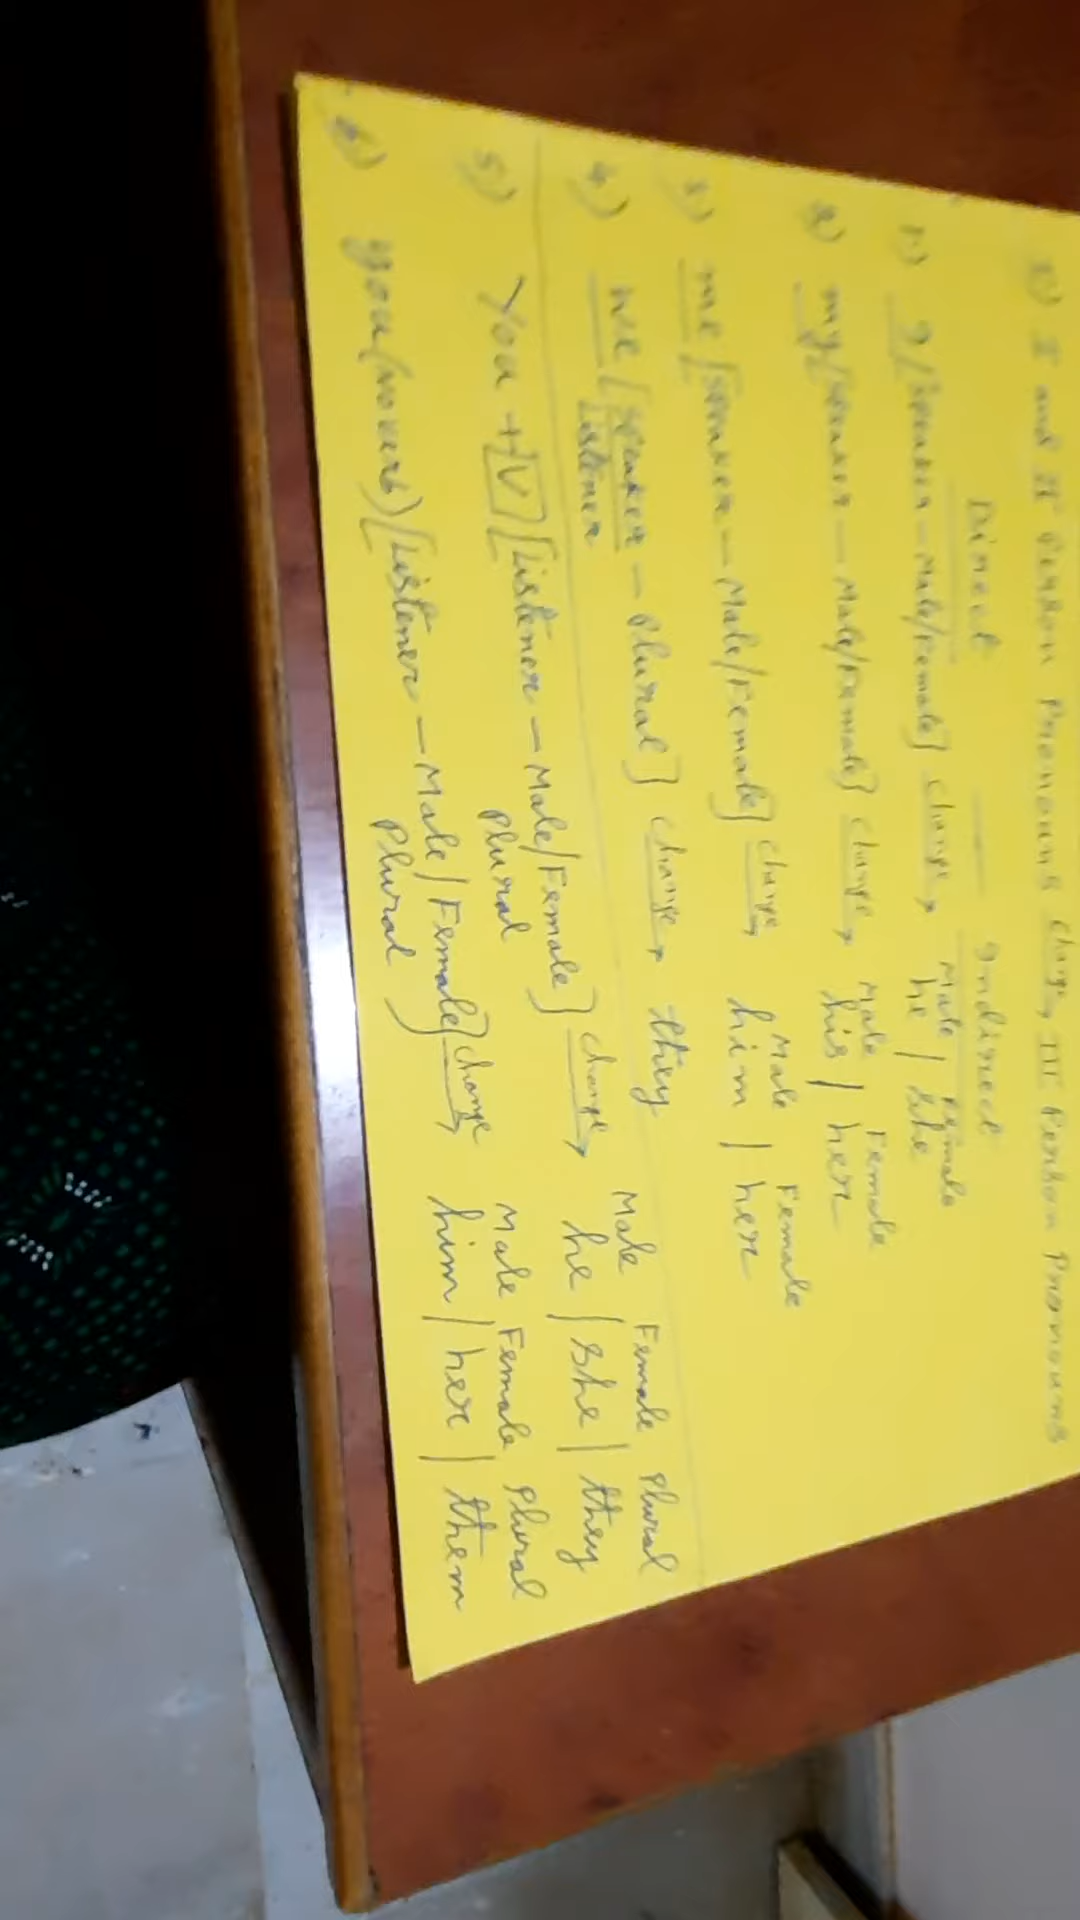 I and II Person Pronouns change III Person Pronouns
Direct — Indirect
Male / Female
1) I [speaker - Male/Female] change he / she
Male Female
2) my [speaker - Male/Female] change his / her
Male Female
3) me [speaker - Male/Female] change him / her
4) we [speaker - Plural] change they
Listener
Male Female Plural
5) You + V [Listener - Male/Female] change he / she / they
Plural
Male Female Plural
6) you [Listener - Male/Female] change him / her / them
Plural